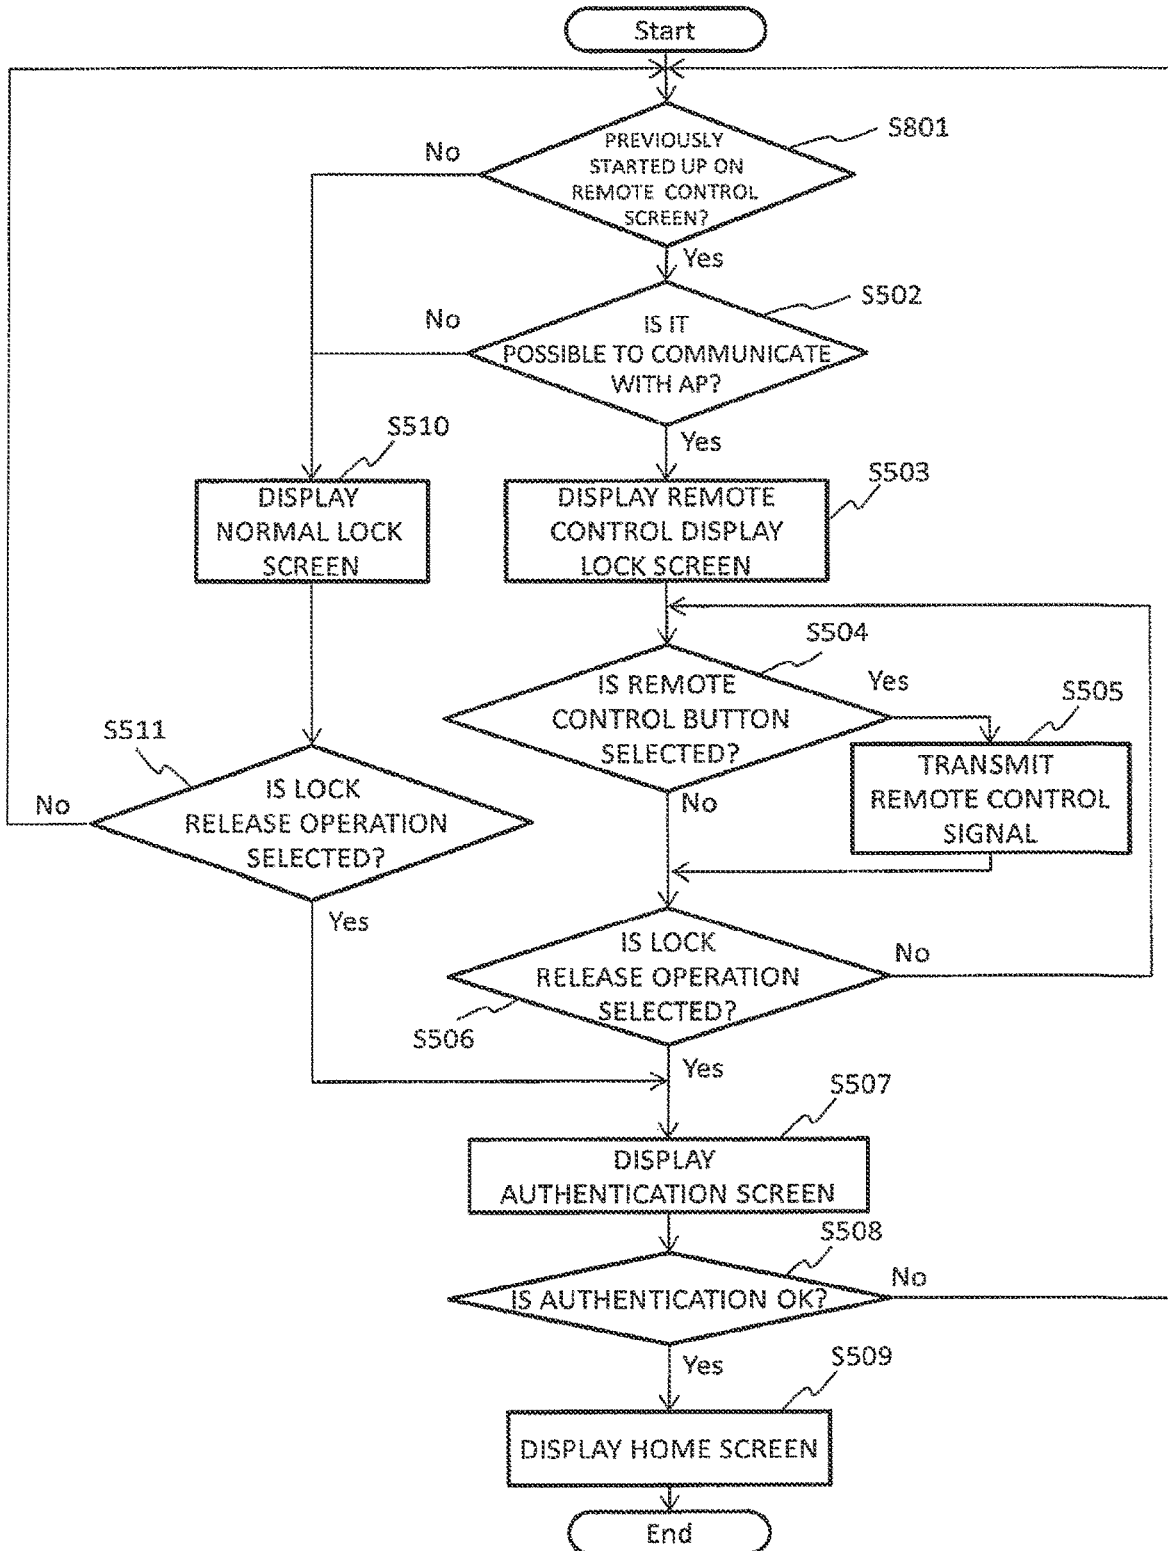 Start
S801
PREVIOUSLY
STARTED UP ON
REMOTE CONTROL
SCREEN?
No
Yes
S502
IS IT
POSSIBLE TO COMMUNICATE
WITH AP?
No
Yes
S510
DISPLAY
NORMAL LOCK
SCREEN
S503
DISPLAY REMOTE
CONTROL DISPLAY
LOCK SCREEN
S504
IS REMOTE
CONTROL BUTTON
SELECTED?
Yes
No
S505
TRANSMIT
REMOTE CONTROL
SIGNAL
S511
IS LOCK
RELEASE OPERATION
SELECTED?
No
Yes
IS LOCK
RELEASE OPERATION
SELECTED?
No
S506
Yes
S507
DISPLAY
AUTHENTICATION SCREEN
S508
IS AUTHENTICATION OK?
No
Yes
S509
DISPLAY HOME SCREEN
End